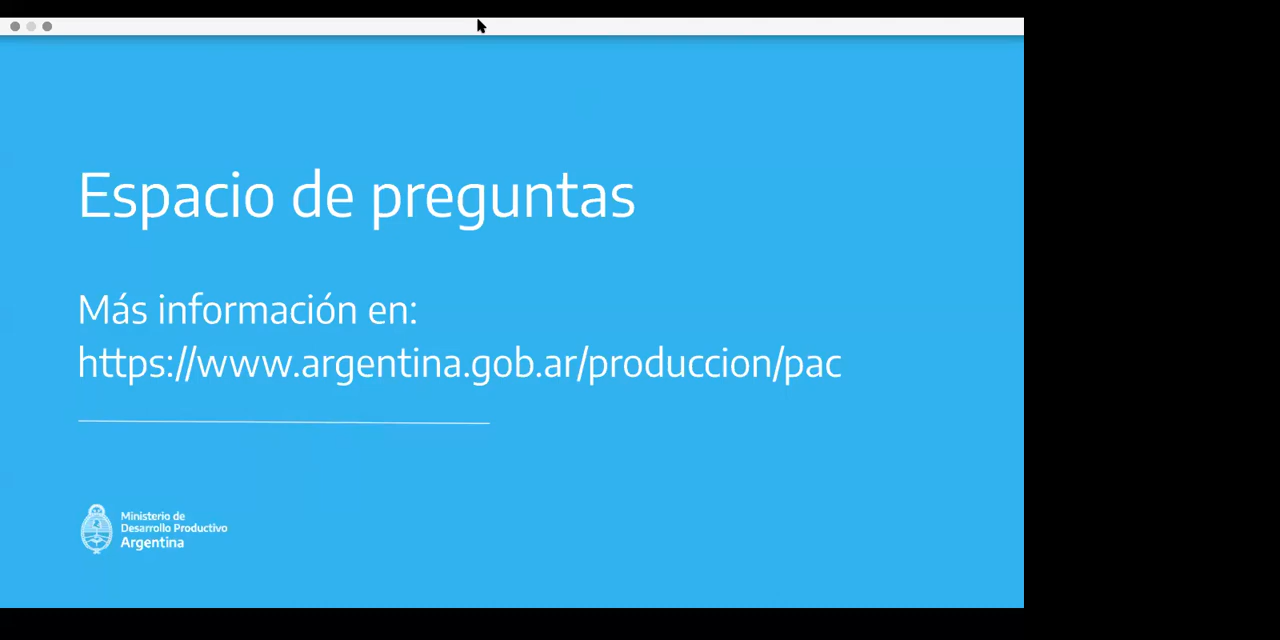 Espacio de preguntas
Más información en:
https://www.argentina.gob.ar/produccion/pac
Ministerio de
Desarrollo Productivo
Argentina